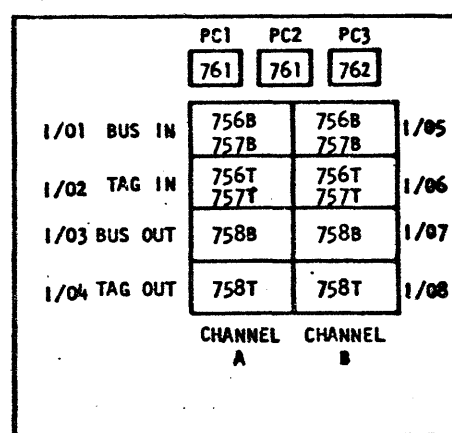 PC1 PC2 PC3
761 761 762
1/01 BUS IN 756B 756B 1/05
757B 757B
1/02 TAG IN 756T 756T 1/06
757T 757T
1/03 BUS OUT 758B 758B 1/07
1/04 TAG OUT 758T 758T 1/08
CHANNEL CHANNEL
A B